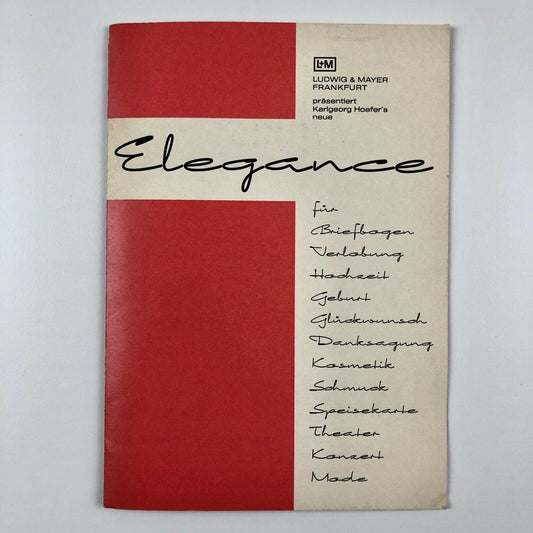 L+M
LUDWIG & MAYER
FRANKFURT
präsentiert
Karlgeorg Hoefer's
neue
Elegance
für
Briefbogen
Verlobung
Hochzeit
Geburt
Glückwunsch
Danksagung
Kosmetik
Schmuck
Speisekarte
Theater
Konzert
Mode